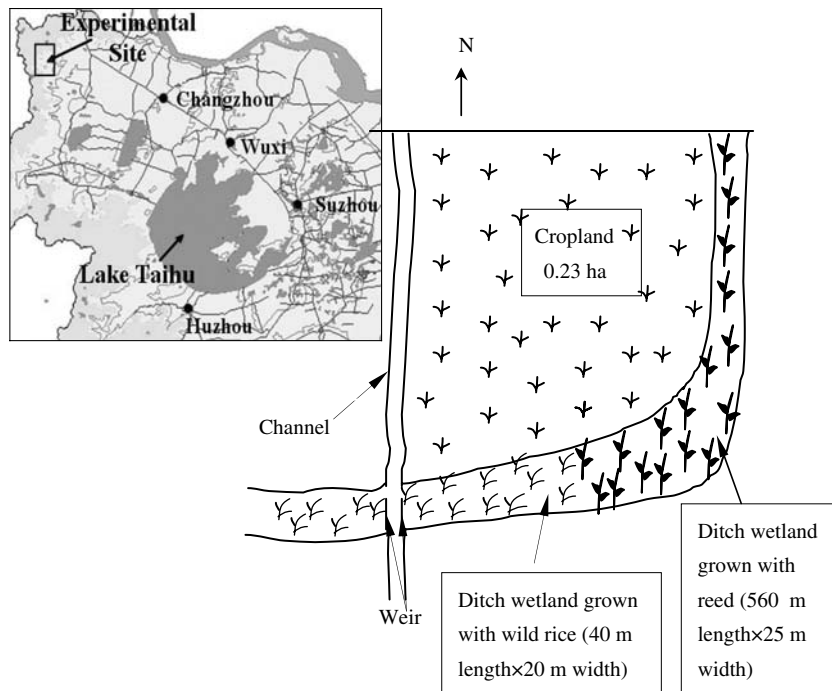 Experimental
Site
Changzhou
Wuxi
Suzhou
Lake Taihu
Huzhou
N
Cropland
0.23 ha
Channel
Weir
Ditch wetland grown
with wild rice (40 m
length×20 m width)
Ditch wetland
grown with
reed (560 m
length×25 m
width)